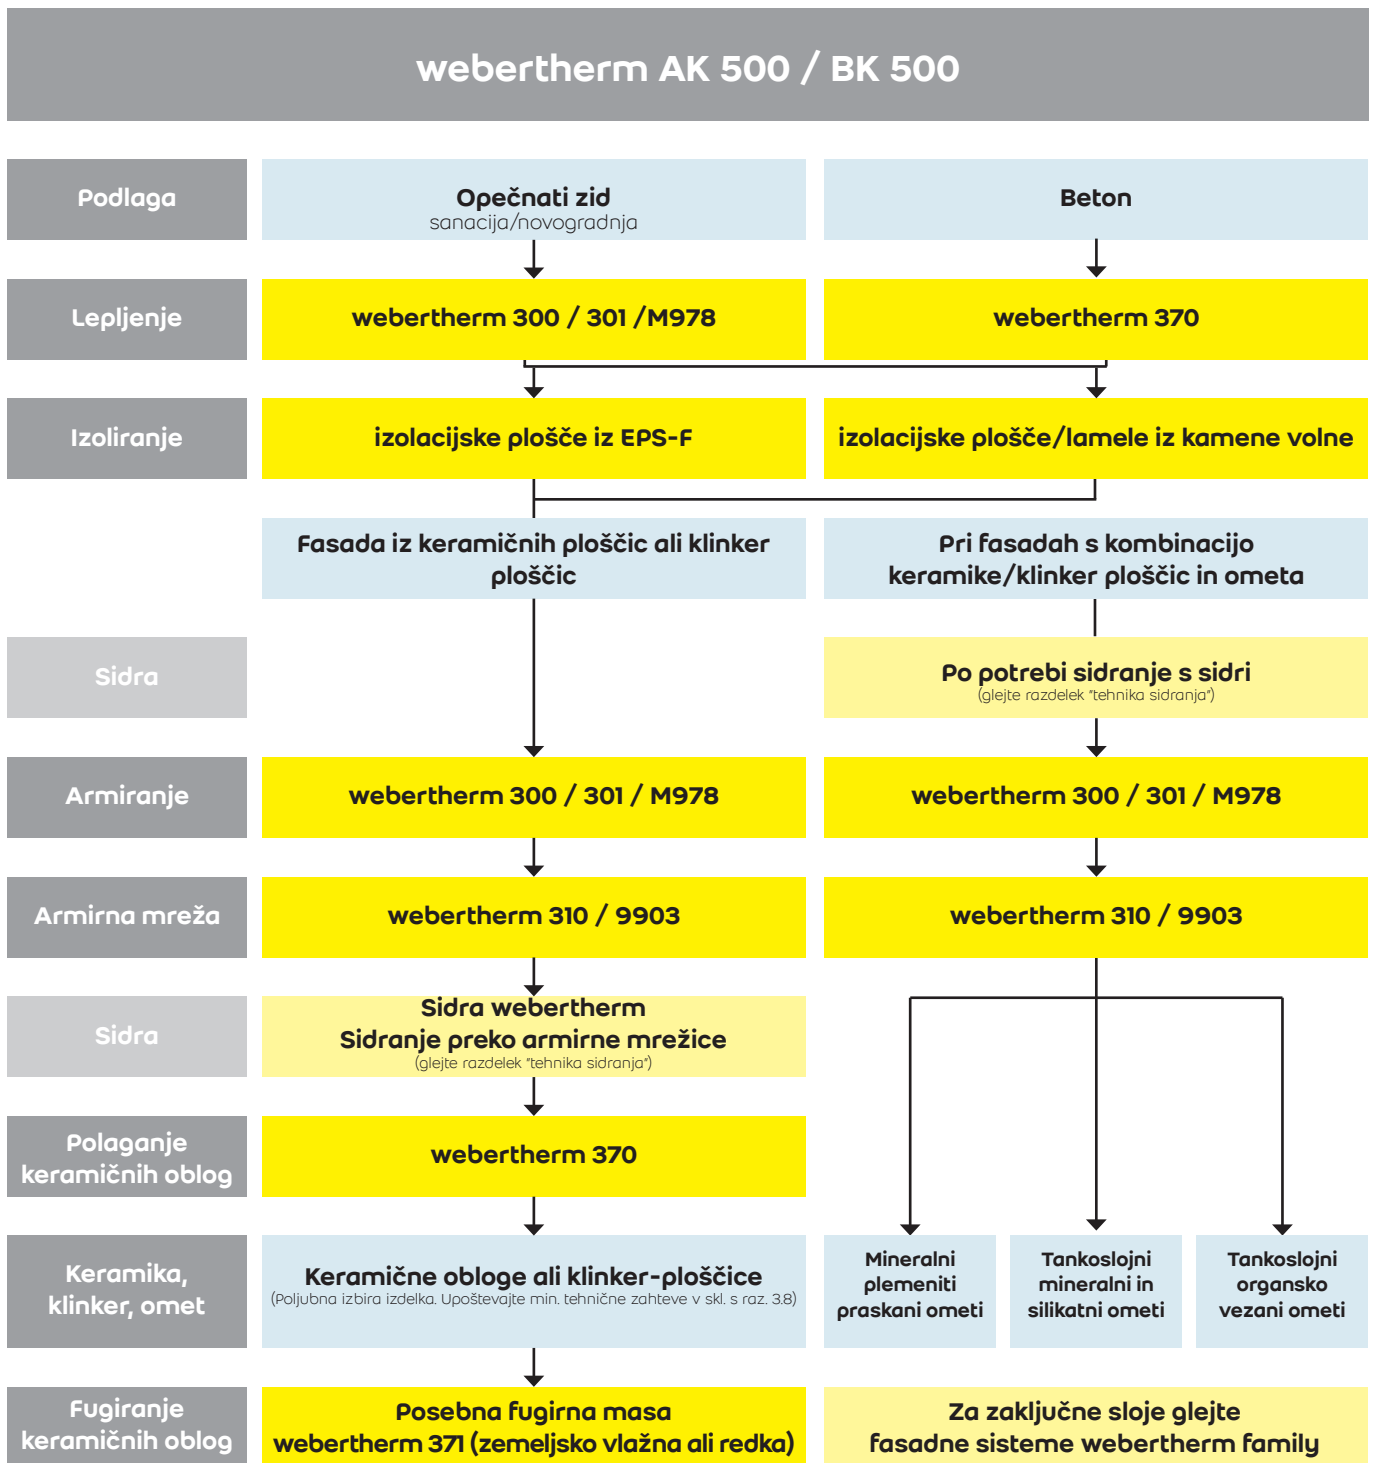 webertherm AK 500 / BK 500
Podlaga
Opečnati zid
sanacija/novogradnja
Beton
Lepljenje
webertherm 300 / 301 /M978
webertherm 370
Izoliranje
izolacijske plošče iz EPS-F
izolacijske plošče/lamele iz kamene volne
Fasada iz keramičnih ploščic ali klinker
ploščic
Pri fasadah s kombinacijo
keramike/klinker ploščic in ometa
Sidra
Po potrebi sidranje s sidri
(glejte razdelek "tehnika sidranja")
Armiranje
webertherm 300 / 301 / M978
webertherm 300 / 301 / M978
Armirna mreža
webertherm 310 / 9903
webertherm 310 / 9903
Sidra
Sidra webertherm
Sidranje preko armirne mrežice
(glejte razdelek "tehnika sidranja")
Polaganje
keramičnih oblog
webertherm 370
Keramika,
klinker, omet
Keramične obloge ali klinker-ploščice
(Poljubna izbira izdelka. Upoštevajte min. tehnične zahteve v skl. s raz. 3.8)
Mineralni
plemeniti
praskani ometi
Tankoslojni
mineralni in
silikatni ometi
Tankoslojni
organsko
vezani ometi
Fugiranje
keramičnih oblog
Posebna fugirna masa
webertherm 371 (zemeljsko vlažna ali redka)
Za zaključne sloje glejte
fasadne sisteme webertherm family